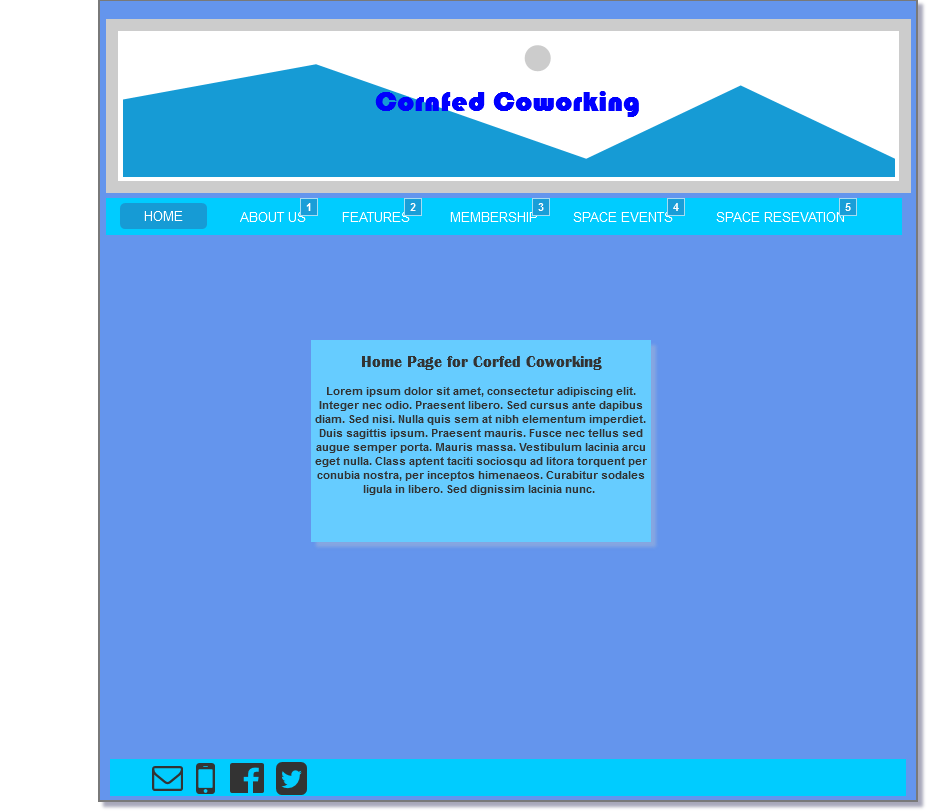 Cornfed Coworking
HOME ABOUT US 1 FEATURES 2 MEMBERSHIP 3 SPACE EVENTS 4 SPACE RESEVATION 5
Home Page for Corfed Coworking
Lorem ipsum dolor sit amet, consectetur adipiscing elit.
Integer nec odio. Praesent libero. Sed cursus ante dapibus
diam. Sed nisi. Nulla quis sem at nibh elementum imperdiet.
Duis sagittis ipsum. Praesent mauris. Fusce nec tellus sed
augue semper porta. Mauris massa. Vestibulum lacinia arcu
eget nulla. Class aptent taciti sociosqu ad litora torquent per
conubia nostra, per inceptos himenaeos. Curabitur sodales
ligula in libero. Sed dignissim lacinia nunc.